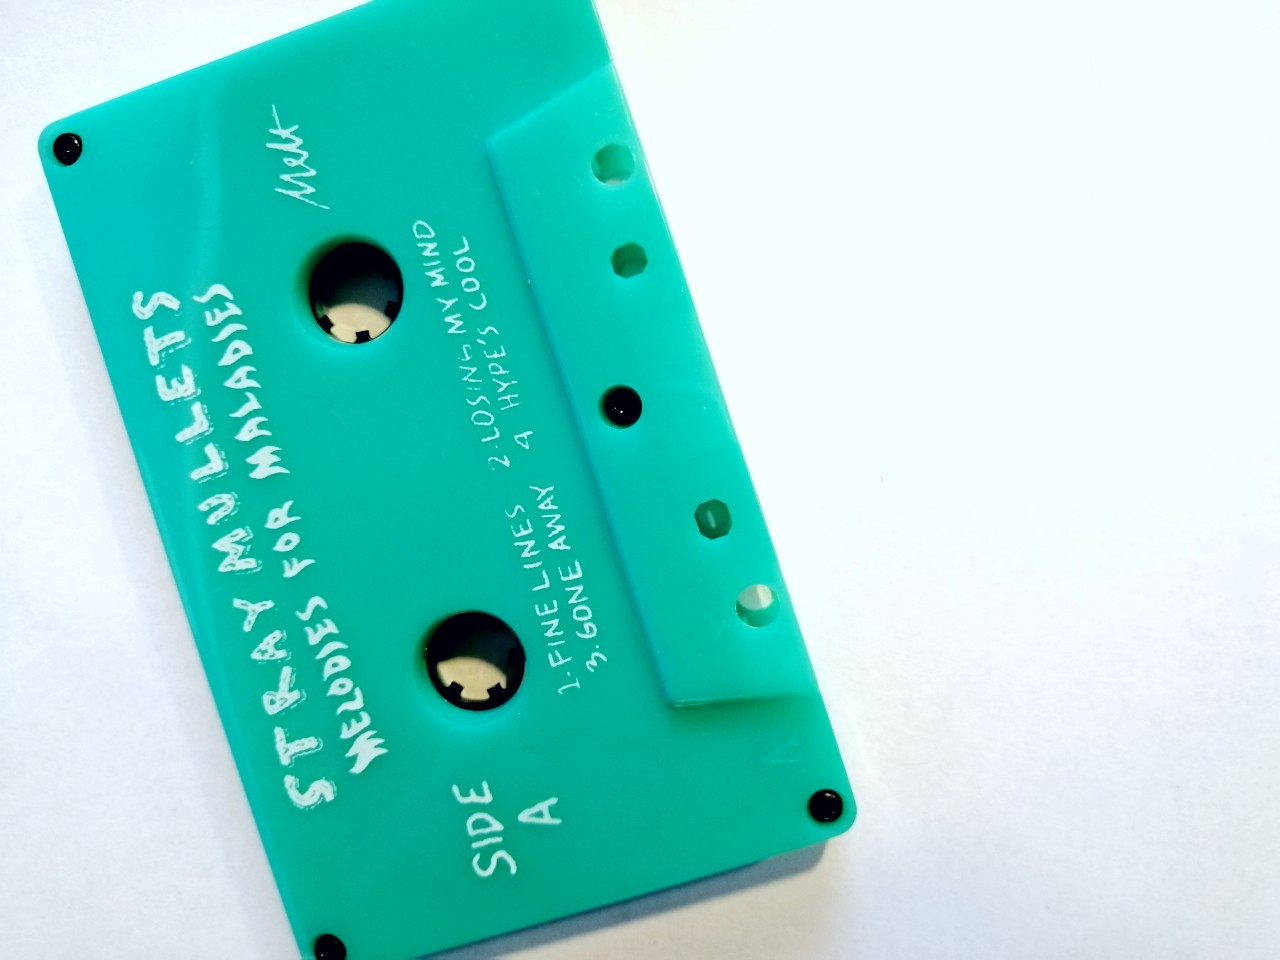 STRAY MULLETS
MELODIES FOR MALADIES
Melt
1. FINE LINES 2. LOSING MY MIND
3. GONE AWAY 4 HYPE'S COOL
SIDE
A